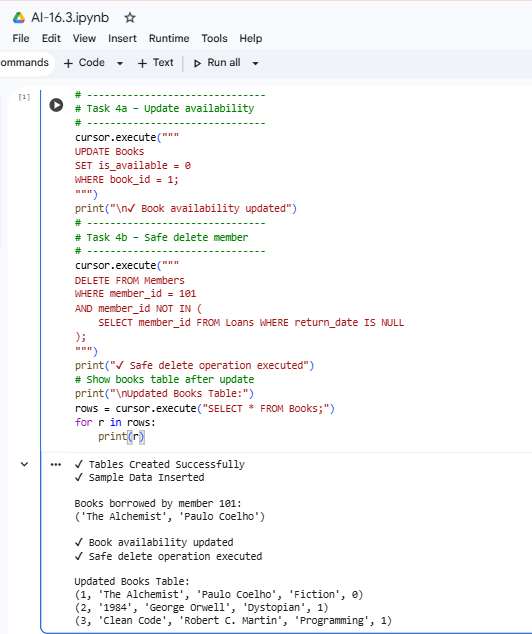 AI-16.3.ipynb ☆
File Edit View Insert Runtime Tools Help
ommands + Code + Text Run all
[1]
# ------------------------------
# Task 4a – Update availability
# ------------------------------
cursor.execute("""
UPDATE Books
SET is_available = 0
WHERE book_id = 1;
""")
print("\n✓ Book availability updated")
# ------------------------------
# Task 4b – Safe delete member
# ------------------------------
cursor.execute("""
DELETE FROM Members
WHERE member_id = 101
AND member_id NOT IN (
    SELECT member_id FROM Loans WHERE return_date IS NULL
);
""")
print("✓ Safe delete operation executed")
# Show books table after update
print("\nUpdated Books Table:")
rows = cursor.execute("SELECT * FROM Books;")
for r in rows:
    print(r)
✓ Tables Created Successfully
✓ Sample Data Inserted
Books borrowed by member 101:
('The Alchemist', 'Paulo Coelho')
✓ Book availability updated
✓ Safe delete operation executed
Updated Books Table:
(1, 'The Alchemist', 'Paulo Coelho', 'Fiction', 0)
(2, '1984', 'George Orwell', 'Dystopian', 1)
(3, 'Clean Code', 'Robert C. Martin', 'Programming', 1)